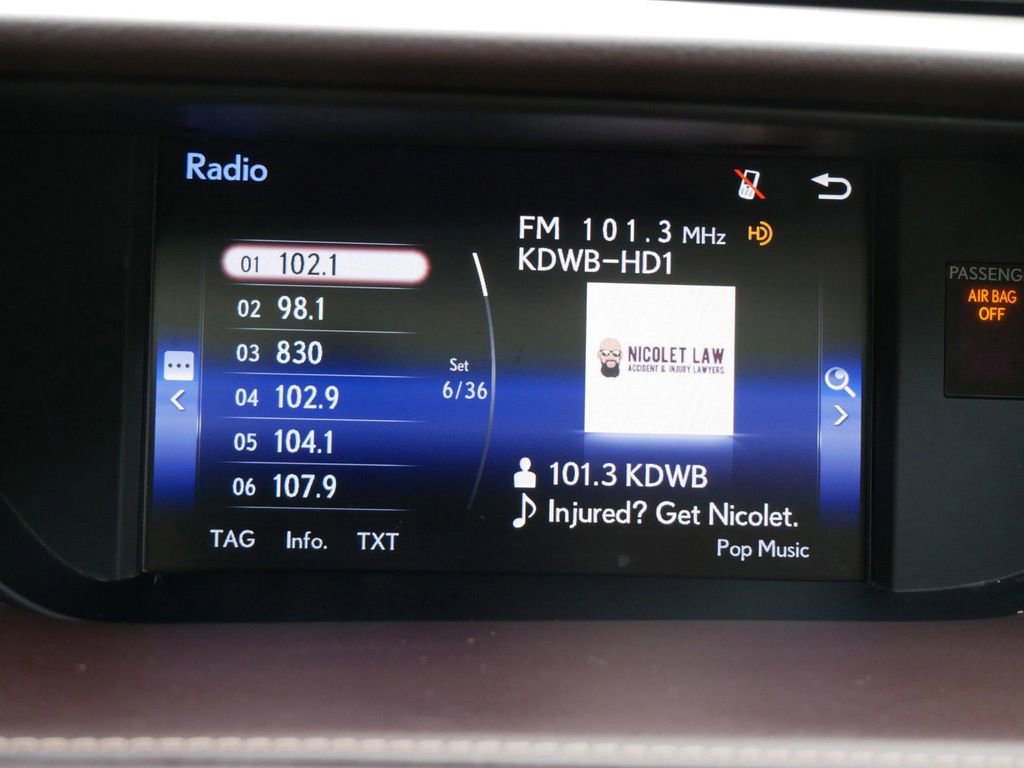 Radio
FM 101.3 MHz HD
KDWB-HD1
01 102.1
02 98.1
03 830
04 102.9
05 104.1
06 107.9
Set
6/36
NICOLET LAW
ACCIDENT & INJURY LAWYERS
101.3 KDWB
Injured? Get Nicolet.
Pop Music
TAG Info. TXT
PASSENG
AIR BAG
OFF